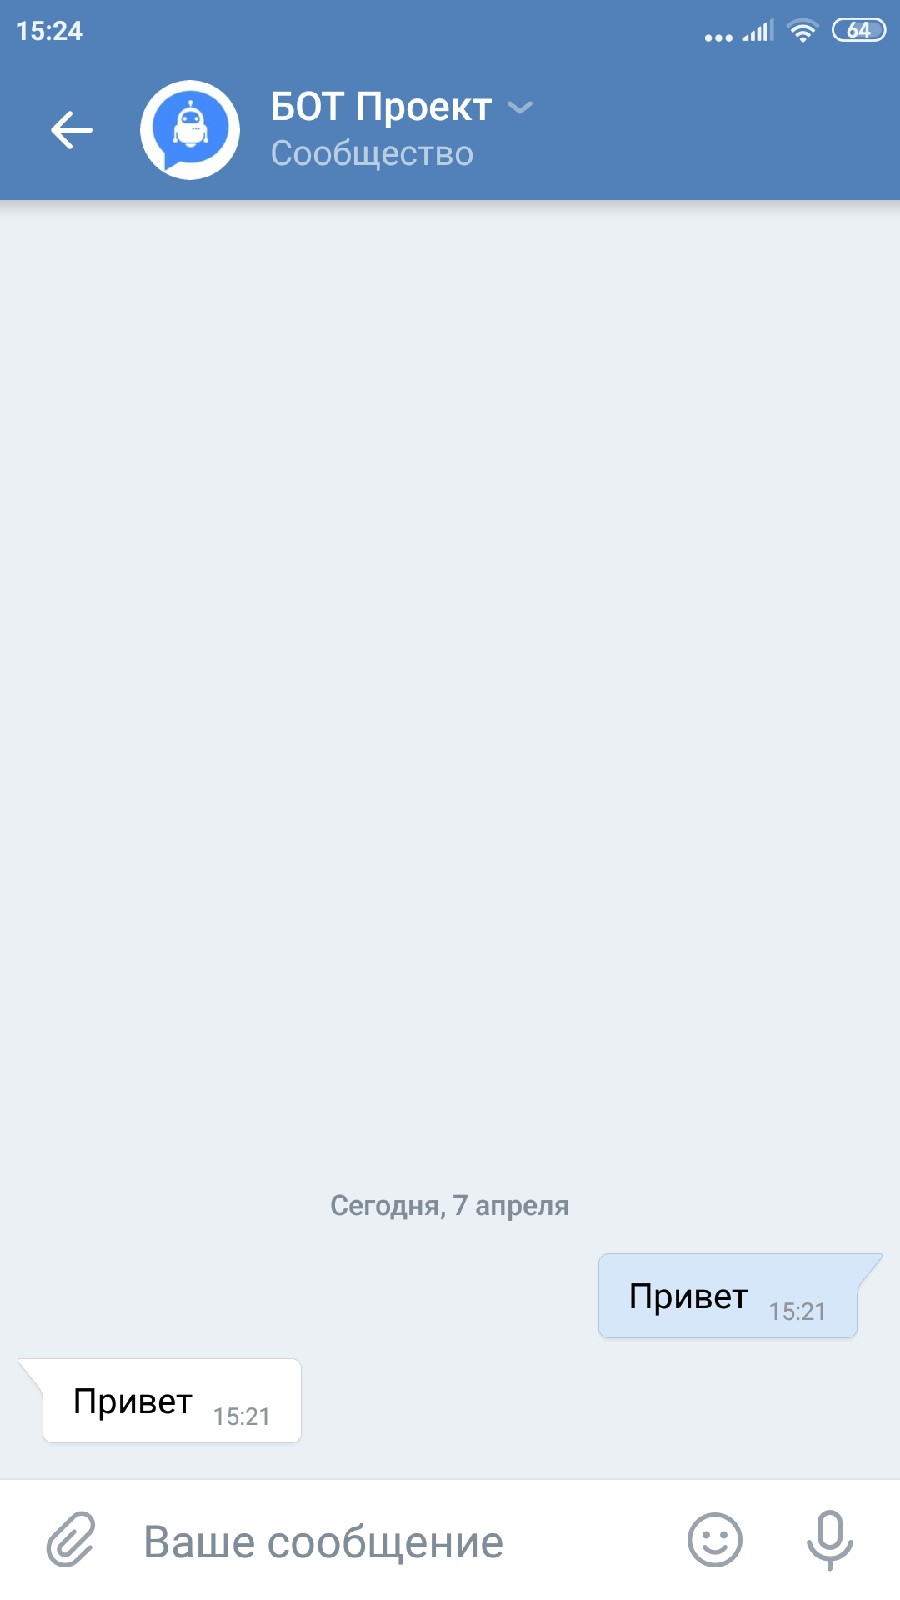 15:24
64
БОТ Проект
Сообщество
Сегодня, 7 апреля
Привет 15:21
Привет 15:21
Ваше сообщение